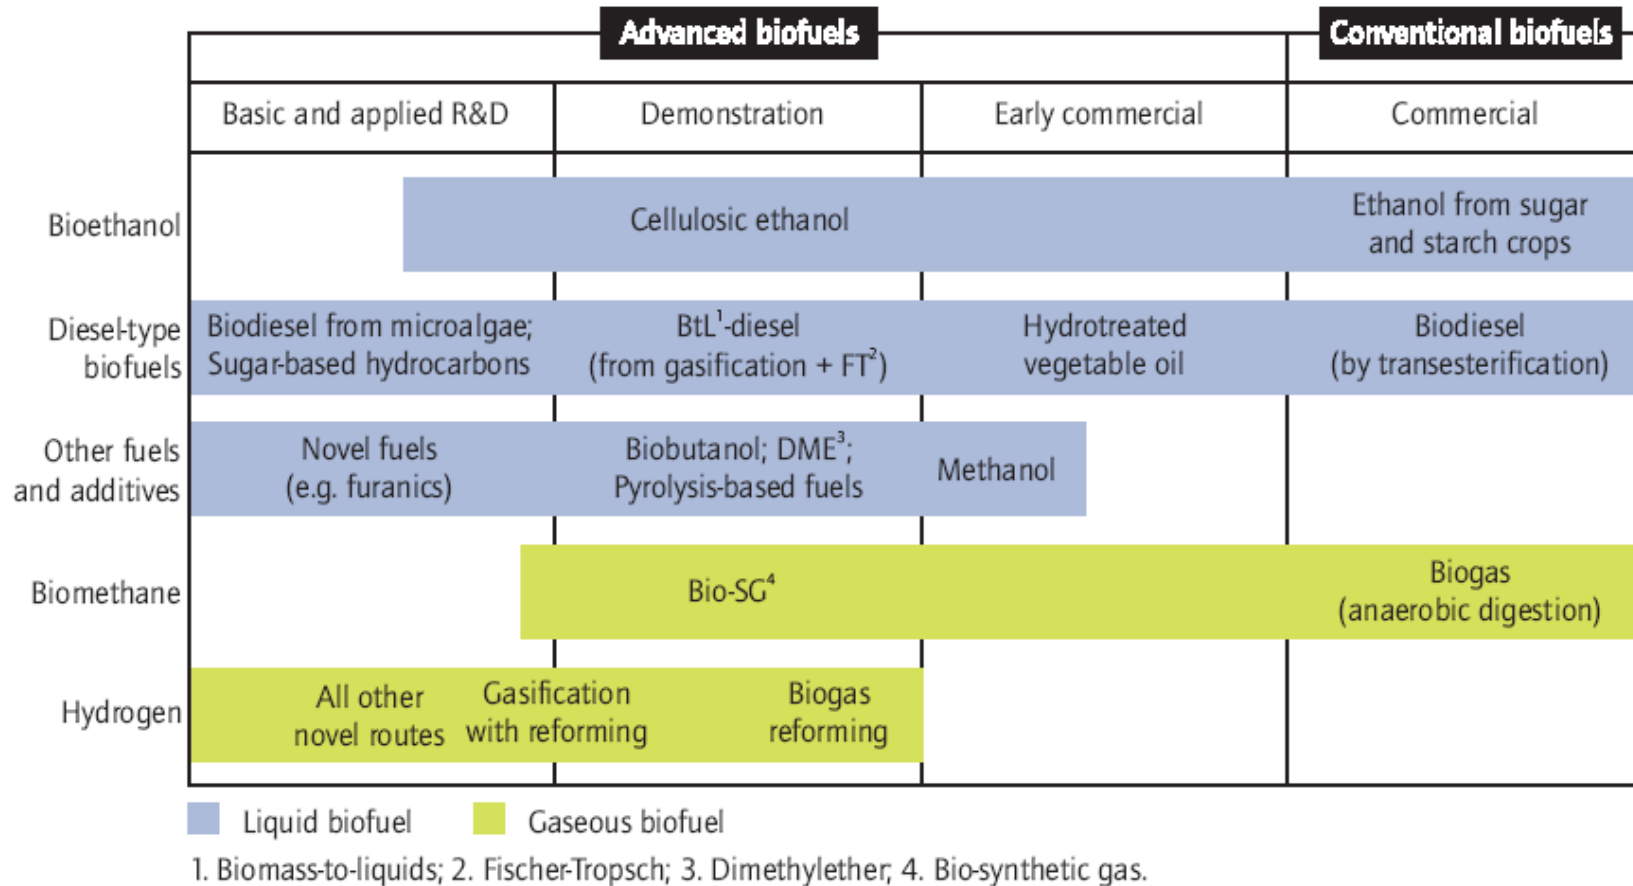 Advanced biofuels
Conventional biofuels
Basic and applied R&D
Demonstration
Early commercial
Commercial
Bioethanol
Cellulosic ethanol
Ethanol from sugar
and starch crops
Diesel-type
biofuels
Biodiesel from microalgae;
Sugar-based hydrocarbons
BtL¹-diesel
(from gasification + FT²)
Hydrotreated
vegetable oil
Biodiesel
(by transesterification)
Other fuels
and additives
Novel fuels
(e.g. furanics)
Biobutanol; DME³;
Pyrolysis-based fuels
Methanol
Biomethane
Bio-SG⁴
Biogas
(anaerobic digestion)
Hydrogen
All other
novel routes
Gasification
with reforming
Biogas
reforming
Liquid biofuel
Gaseous biofuel
1. Biomass-to-liquids; 2. Fischer-Tropsch; 3. Dimethylether; 4. Bio-synthetic gas.